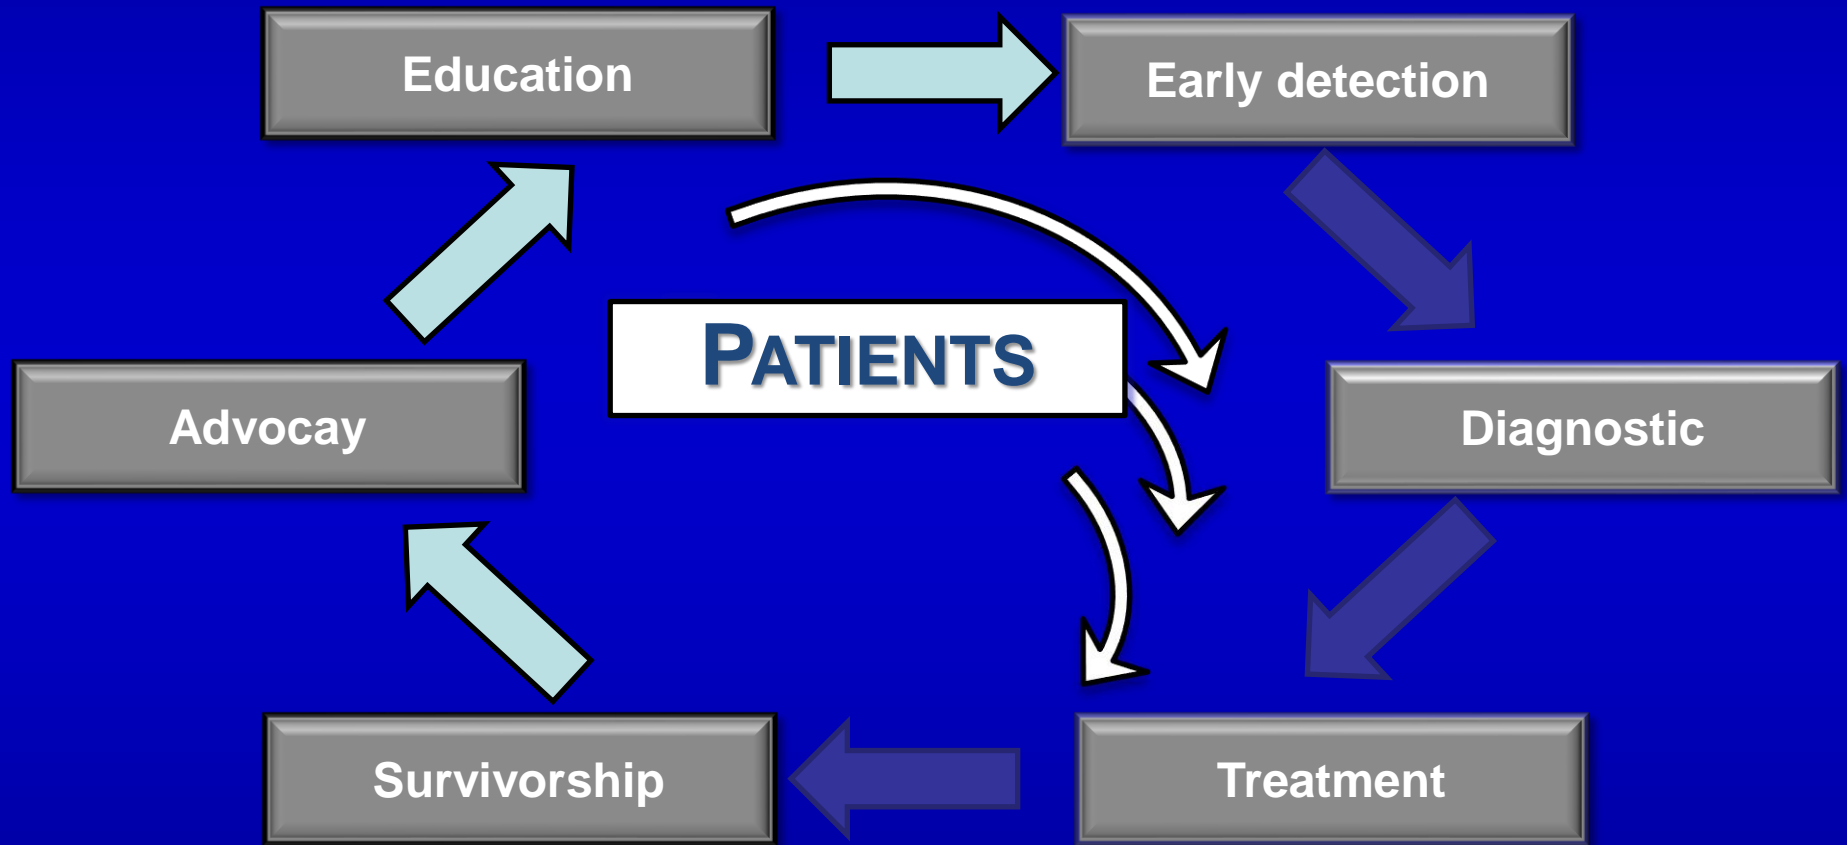 Education
Early detection
PATIENTS
Advocay
Diagnostic
Survivorship
Treatment